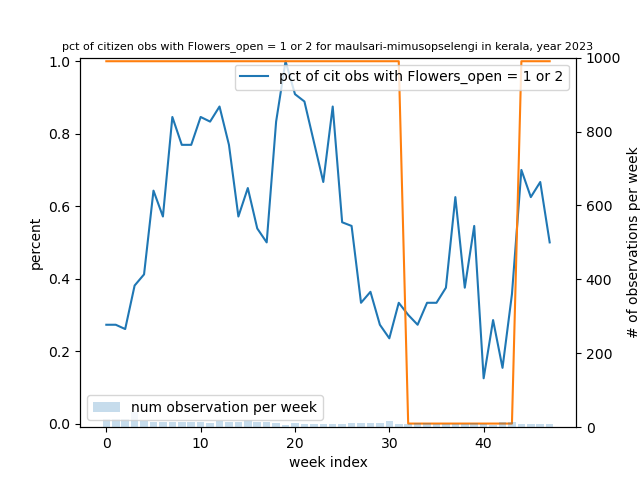 pct of citizen obs with Flowers_open = 1 or 2 for maulsari-mimusopselengi in kerala, year 2023
pct of cit obs with Flowers_open = 1 or 2
num observation per week
percent
1.0
0.8
0.6
0.4
0.2
0.0
0
10
20
30
40
week index
1000
800
600
400
200
0
# of observations per week